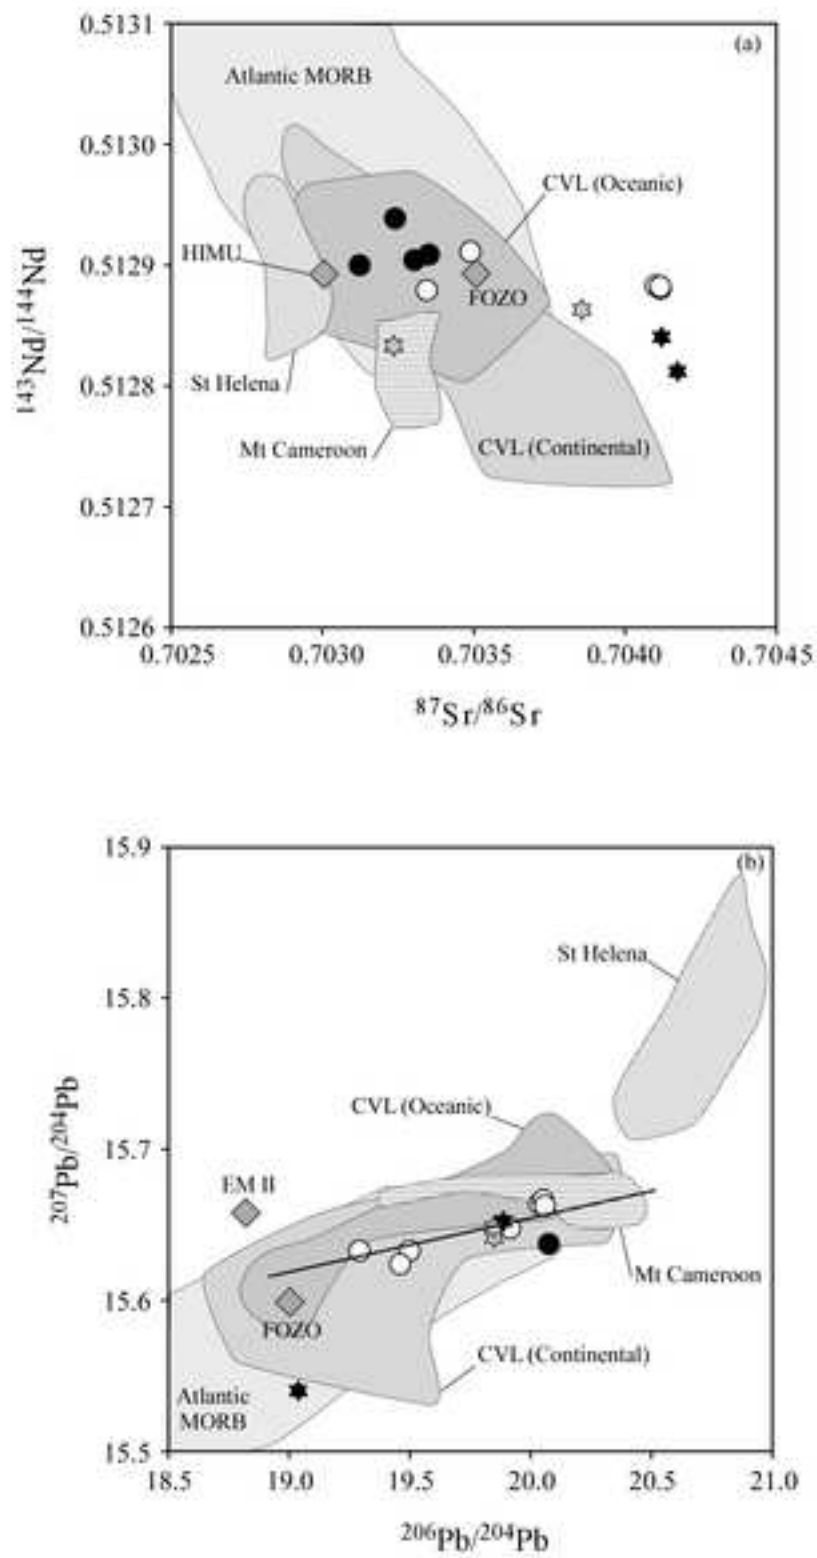 0.5131
(a)
Atlantic MORB
0.5130
CVL (Oceanic)
HIMU
0.5129
FOZO
143Nd/144Nd
0.5128
St Helena
Mt Cameroon
CVL (Continental)
0.5127
0.5126
0.7025 0.7030 0.7035 0.7040 0.7045
87Sr/86Sr
15.9
(b)
St Helena
15.8
CVL (Oceanic)
207Pb/204Pb
15.7
EM II
Mt Cameroon
15.6
FOZO
CVL (Continental)
Atlantic
MORB
15.5
18.5 19.0 19.5 20.0 20.5 21.0
206Pb/204Pb